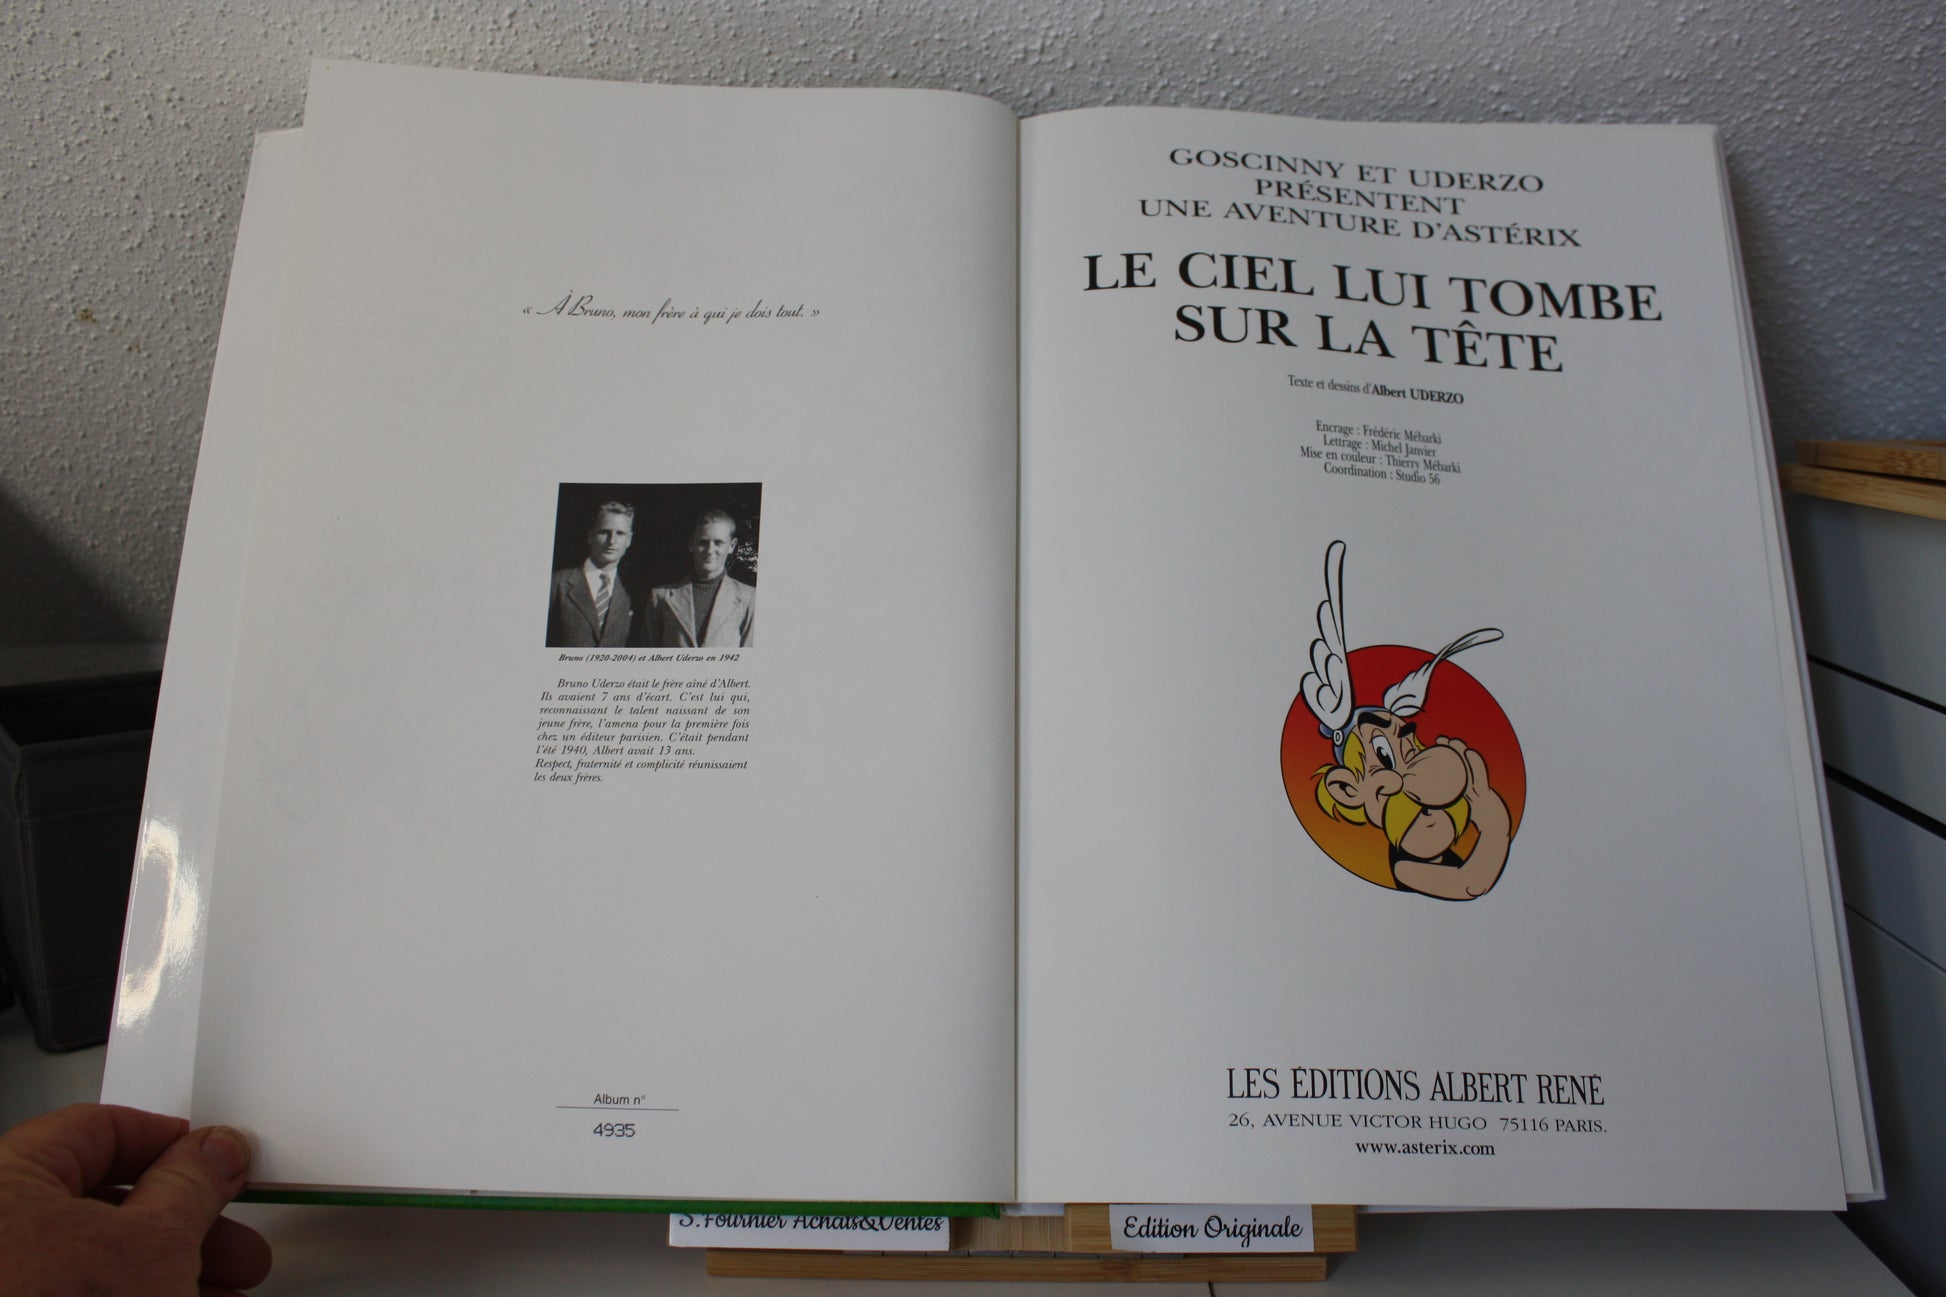 « À Bruno, mon frère à qui je dois tout. »
Bruno (1920-2004) et Albert Uderzo en 1942
Bruno Uderzo était le frère aîné d'Albert.
Ils avaient 7 ans d'écart. C'est lui qui,
reconnaissant le talent naissant de son
jeune frère, l'amena pour la première fois
chez un éditeur parisien. C'était pendant
l'été 1940, Albert avait 13 ans.
Respect, fraternité et complicité réunissaient
les deux frères.
Album n°
4935
GOSCINNY ET UDERZO
PRÉSENTENT
UNE AVENTURE D'ASTÉRIX
LE CIEL LUI TOMBE
SUR LA TÊTE
Texte et dessins d'Albert UDERZO
Encrage : Frédéric Mébarki
Lettrage : Michel Janvier
Mise en couleur : Thierry Mébarki
Coordination : Studio 56
LES ÉDITIONS ALBERT RENÉ
26, AVENUE VICTOR HUGO 75116 PARIS.
www.asterix.com
S.Fournier Achats&Ventes
Edition Originale